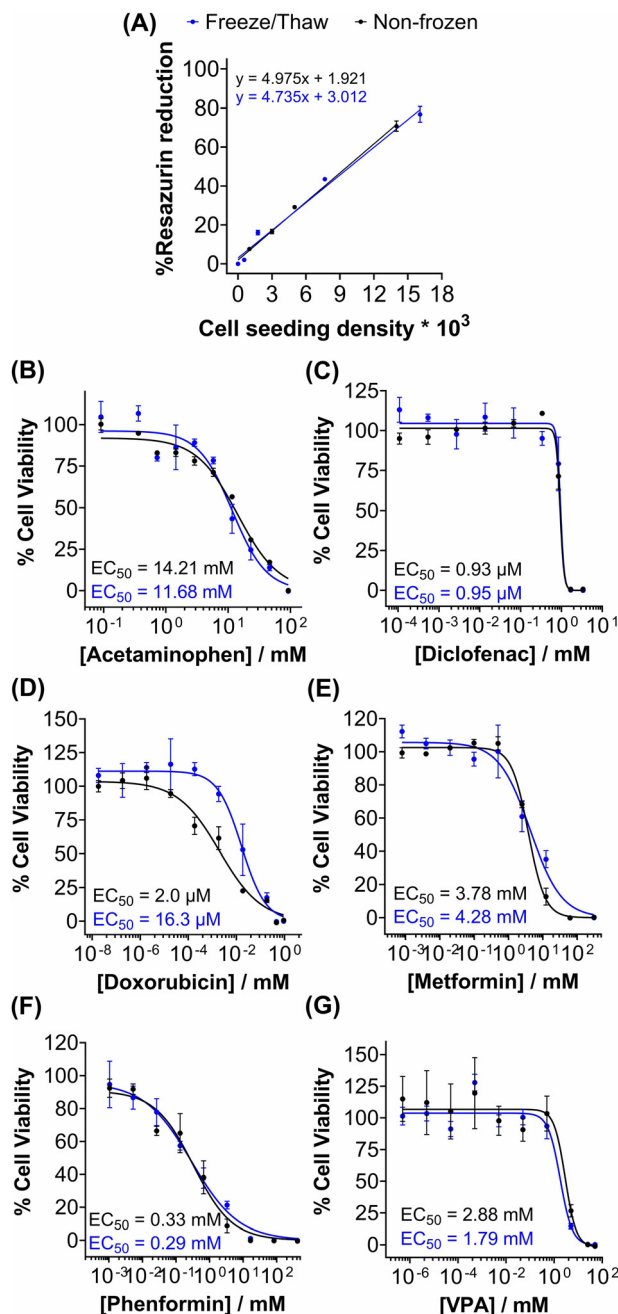 (A) Freeze/Thaw Non-frozen
y = 4.975x + 1.921
y = 4.735x + 3.012
%Resazurin reduction
100
80
60
40
20
0
0 3 6 9 12 15 18
Cell seeding density * 10³
(B)
% Cell Viability
125
100
75
50
25
0
EC₅₀ = 14.21 mM
EC₅₀ = 11.68 mM
10⁻¹ 10⁰ 10¹ 10²
[Acetaminophen] / mM
(C)
% Cell Viability
125
100
75
50
25
0
EC₅₀ = 0.93 µM
EC₅₀ = 0.95 µM
10⁻⁴ 10⁻³ 10⁻² 10⁻¹ 10⁰ 10¹
[Diclofenac] / mM
(D)
% Cell Viability
150
125
100
75
50
25
0
EC₅₀ = 2.0 µM
EC₅₀ = 16.3 µM
10⁻⁸ 10⁻⁶ 10⁻⁴ 10⁻² 10⁰
[Doxorubicin] / mM
(E)
% Cell Viability
120
100
80
60
40
20
0
EC₅₀ = 3.78 mM
EC₅₀ = 4.28 mM
10⁻³ 10⁻² 10⁻¹ 10⁰ 10¹ 10²
[Metformin] / mM
(F)
% Cell Viability
120
100
80
60
40
20
0
EC₅₀ = 0.33 mM
EC₅₀ = 0.29 mM
10⁻³ 10⁻² 10⁻¹ 10⁰ 10¹ 10²
[Phenformin] / mM
(G)
% Cell Viability
150
125
100
75
50
25
0
EC₅₀ = 2.88 mM
EC₅₀ = 1.79 mM
10⁻⁶ 10⁻⁴ 10⁻² 10⁰ 10²
[VPA] / mM